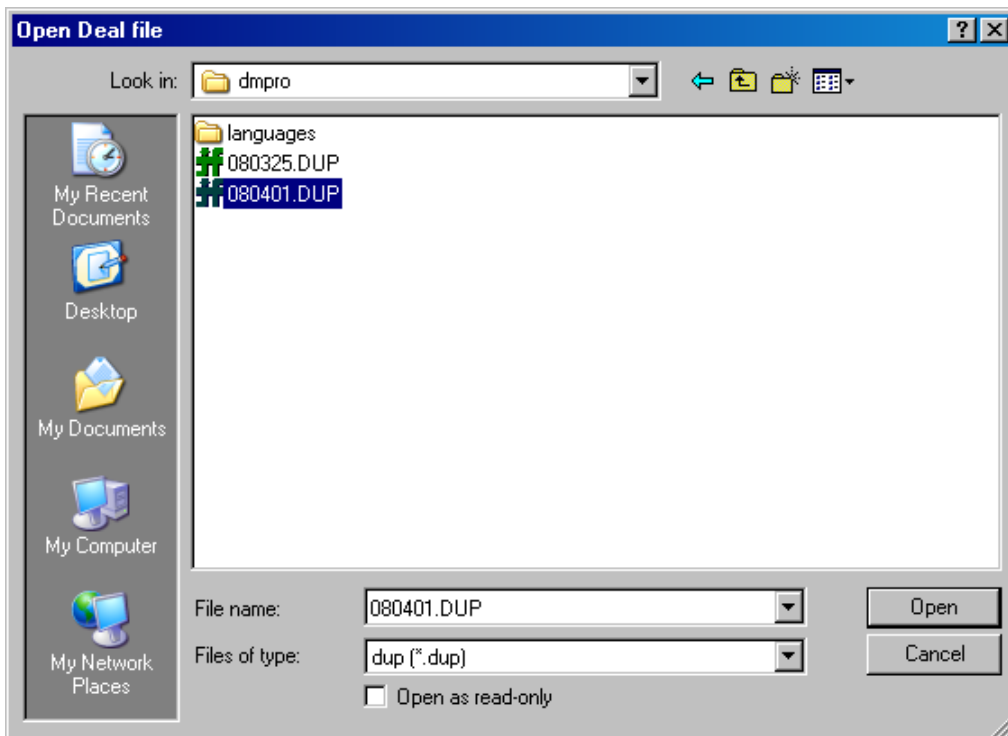 Open Deal file
Look in: dmpro
My Recent
Documents
Desktop
My Documents
My Computer
My Network
Places
languages
080325.DUP
080401.DUP
File name: 080401.DUP Open
Files of type: dup (*.dup) Cancel
Open as read-only